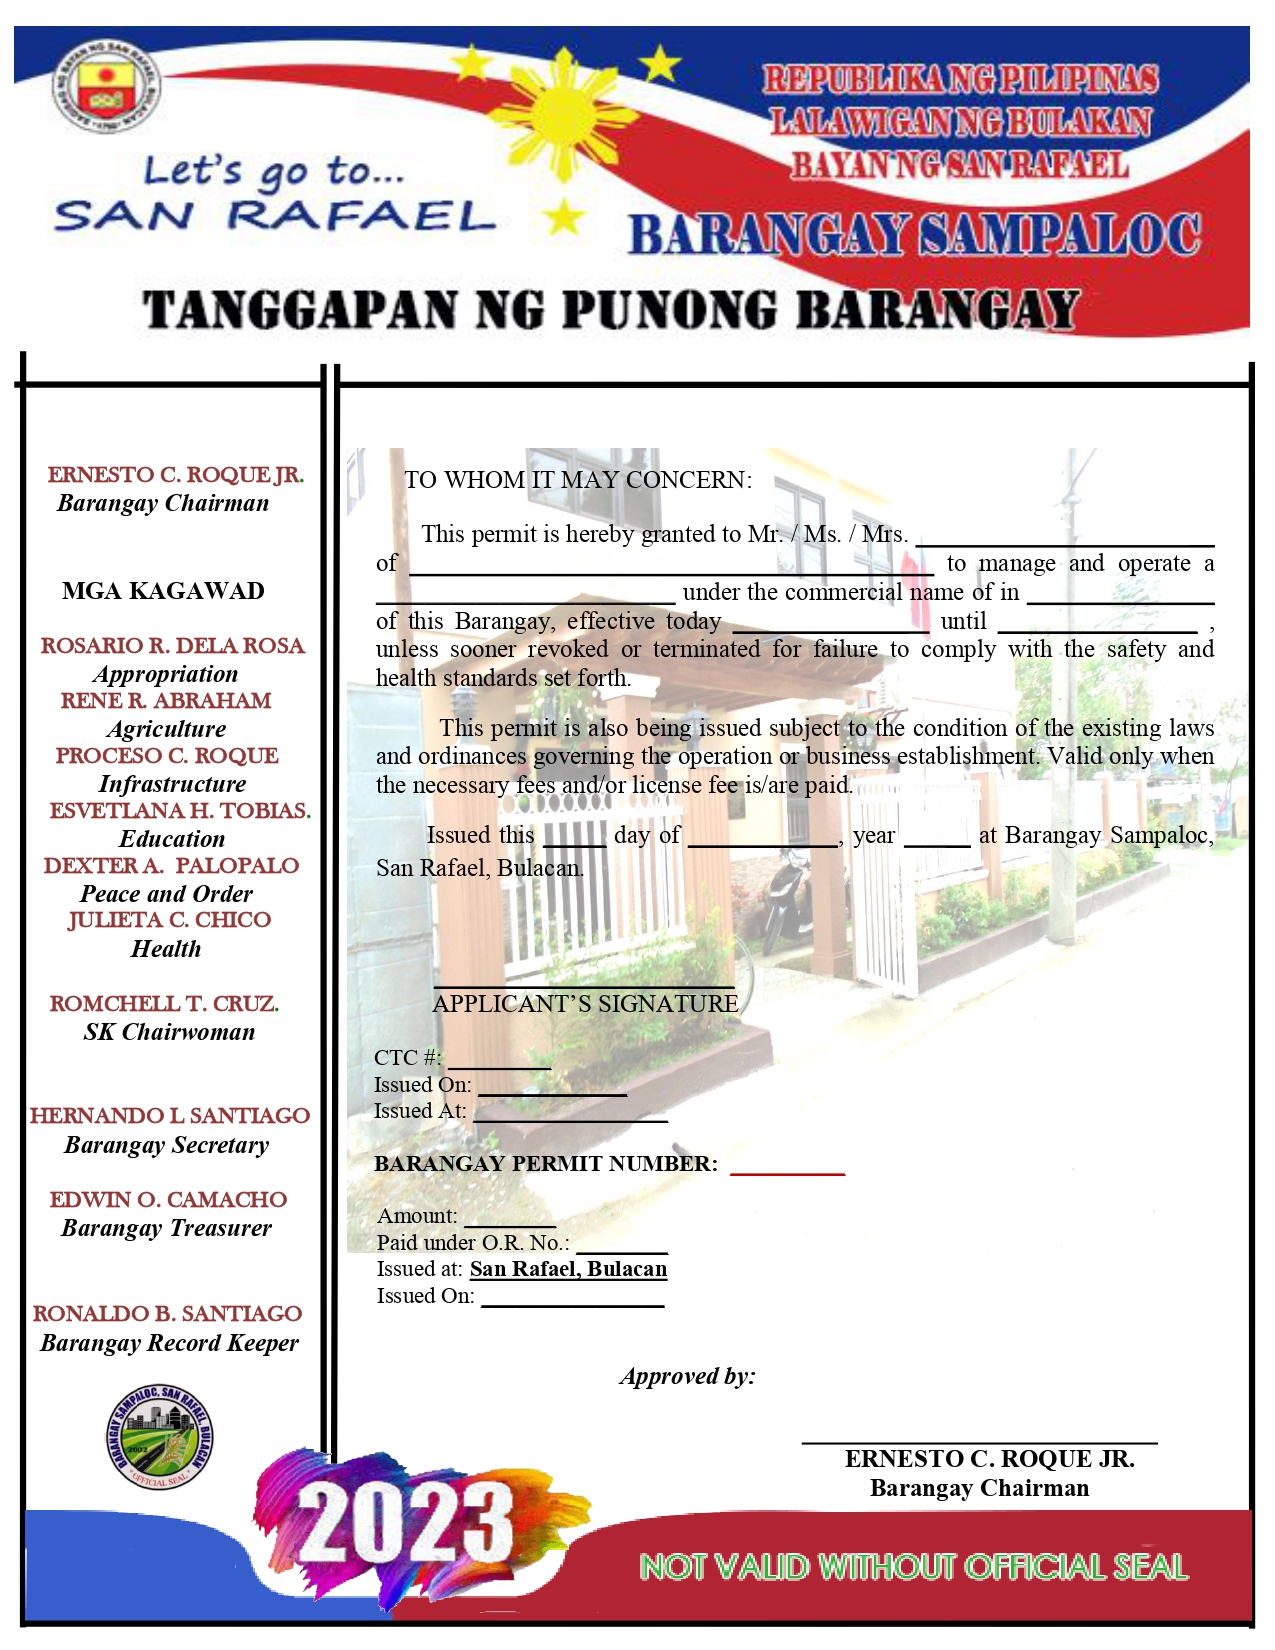 REPUBLIKA NG PILIPINAS
LALAWIGAN NG BULAKAN
BAYAN NG SAN RAFAEL
Let's go to...
SAN RAFAEL
BARANGAY SAMPALOC
TANGGAPAN NG PUNONG BARANGAY
ERNESTO C. ROQUE JR.
Barangay Chairman
MGA KAGAWAD
ROSARIO R. DELA ROSA
Appropriation
RENE R. ABRAHAM
Agriculture
PROCESO C. ROQUE
Infrastructure
ESVETLANA H. TOBIAS.
Education
DEXTER A. PALOPALO
Peace and Order
JULIETA C. CHICO
Health
ROMCHELL T. CRUZ.
SK Chairwoman
HERNANDO L SANTIAGO
Barangay Secretary
EDWIN O. CAMACHO
Barangay Treasurer
RONALDO B. SANTIAGO
Barangay Record Keeper
BARANGAY SAMPALOC, SAN RAFAEL, BULACAN
2002
* OFFICIAL SEAL *
TO WHOM IT MAY CONCERN:
This permit is hereby granted to Mr. / Ms. / Mrs. ____________________
of ____________________ to manage and operate a
____________________ under the commercial name of in ____________________
of this Barangay, effective today ____________________ until ____________________ ,
unless sooner revoked or terminated for failure to comply with the safety and
health standards set forth.
This permit is also being issued subject to the condition of the existing laws
and ordinances governing the operation or business establishment. Valid only when
the necessary fees and/or license fee is/are paid.
Issued this _____ day of ____________, year _____ at Barangay Sampaloc,
San Rafael, Bulacan.
APPLICANT'S SIGNATURE
CTC #: ________
Issued On: ____________
Issued At: ________________
BARANGAY PERMIT NUMBER: _________
Amount: ________
Paid under O.R. No.: ________
Issued at: San Rafael, Bulacan
Issued On: ________________
Approved by:
ERNESTO C. ROQUE JR.
Barangay Chairman
2023
NOT VALID WITHOUT OFFICIAL SEAL